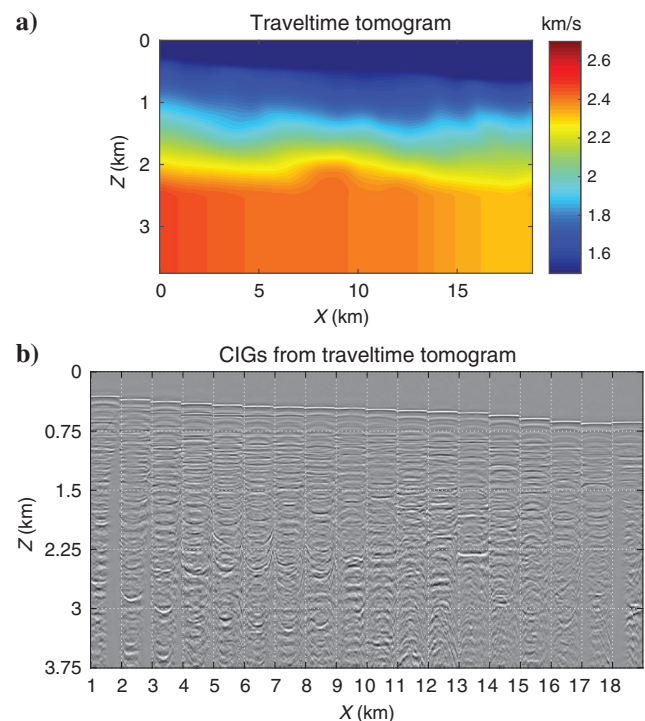 a)
Traveltime tomogram
km/s
0
1
2
3
Z (km)
0 5 10 15
X (km)
2.6
2.4
2.2
2
1.8
1.6
b)
CIGs from traveltime tomogram
0
0.75
1.5
2.25
3
3.75
Z (km)
1 2 3 4 5 6 7 8 9 10 11 12 13 14 15 16 17 18
X (km)